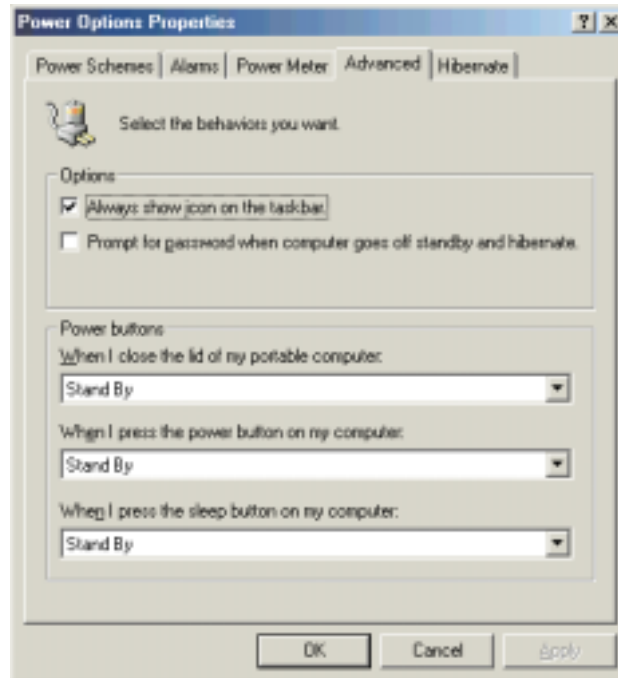 Power Options Properties
Power Schemes Alarms Power Meter Advanced Hibernate
Select the behaviors you want.
Options
Always show icon on the taskbar.
Prompt for password when computer goes off standby and hibernate.
Power buttons
When I close the lid of my portable computer:
Stand By
When I press the power button on my computer:
Stand By
When I press the sleep button on my computer:
Stand By
OK Cancel Apply